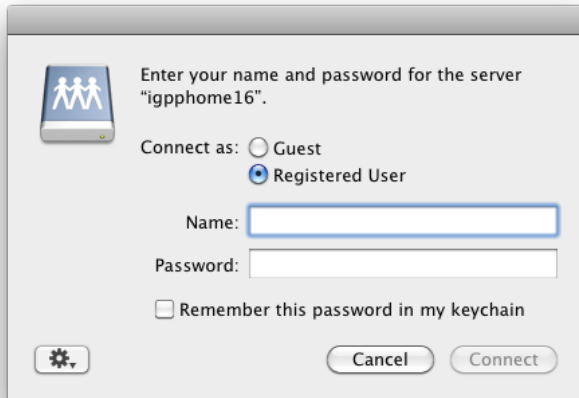 Enter your name and password for the server
“igpphome16”.
Connect as: Guest
Registered User
Name:
Password:
Remember this password in my keychain
Cancel Connect